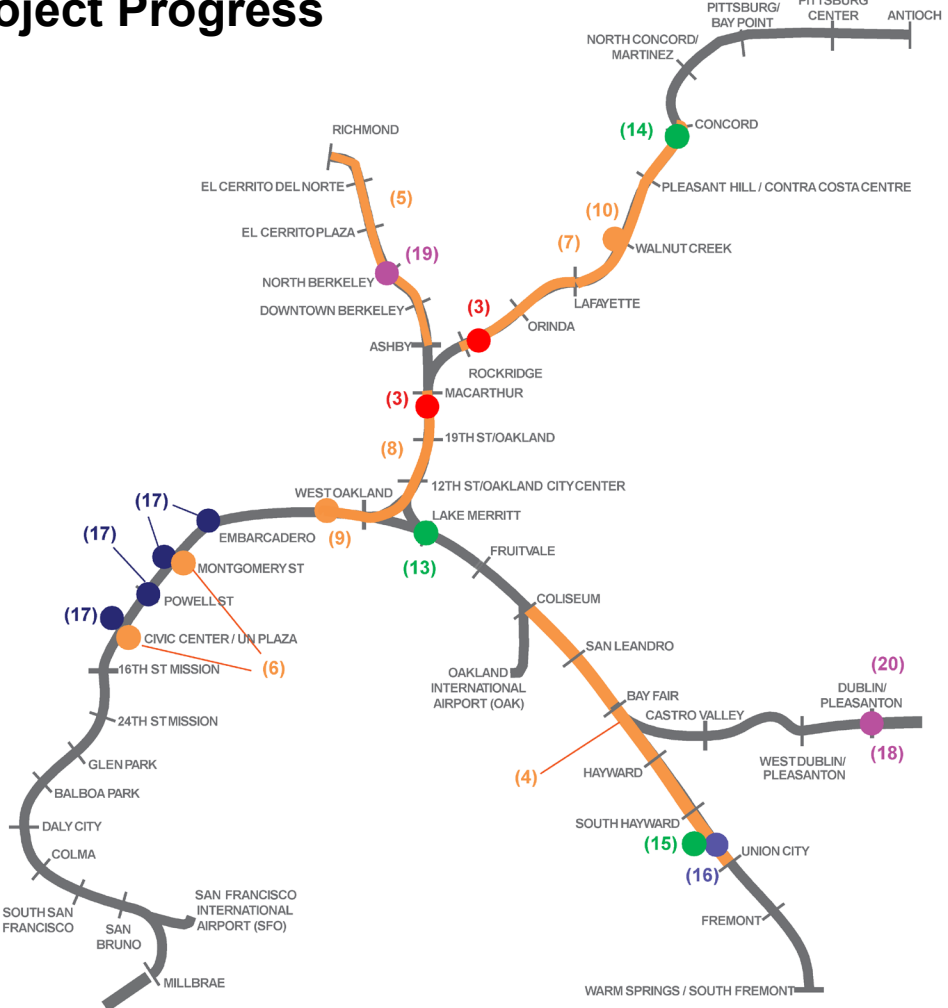 oject Progress
PITTSBURG/
BAY POINT
PITTSBURG
CENTER
ANTIOCH
NORTH CONCORD/
MARTINEZ
(14)
CONCORD
RICHMOND
EL CERRITO DEL NORTE
PLEASANT HILL / CONTRA COSTA CENTRE
(5)
(10)
EL CERRITO PLAZA
(7)
WALNUT CREEK
(19)
NORTH BERKELEY
DOWNTOWN BERKELEY
LAFAYETTE
(3)
ORINDA
ASHBY
ROCKRIDGE
MACARTHUR
(3)
19TH ST/OAKLAND
(8)
12TH ST/OAKLAND CITY CENTER
WEST OAKLAND
(17)
LAKE MERRITT
(17)
EMBARCADERO
(9)
FRUITVALE
MONTGOMERY ST
(13)
POWELL ST
COLISEUM
(17)
CIVIC CENTER / UN PLAZA
SAN LEANDRO
16TH ST MISSION
(6)
OAKLAND
INTERNATIONAL
AIRPORT (OAK)
(20)
DUBLIN/
PLEASANTON
BAY FAIR
CASTRO VALLEY
24TH ST MISSION
(18)
WEST DUBLIN/
PLEASANTON
GLEN PARK
(4)
HAYWARD
BALBOA PARK
SOUTH HAYWARD
DALY CITY
(15)
UNION CITY
COLMA
(16)
SAN FRANCISCO
INTERNATIONAL
AIRPORT (SFO)
SOUTH SAN
FRANCISCO
SAN
BRUNO
FREMONT
MILLBRAE
WARM SPRINGS / SOUTH FREMONT